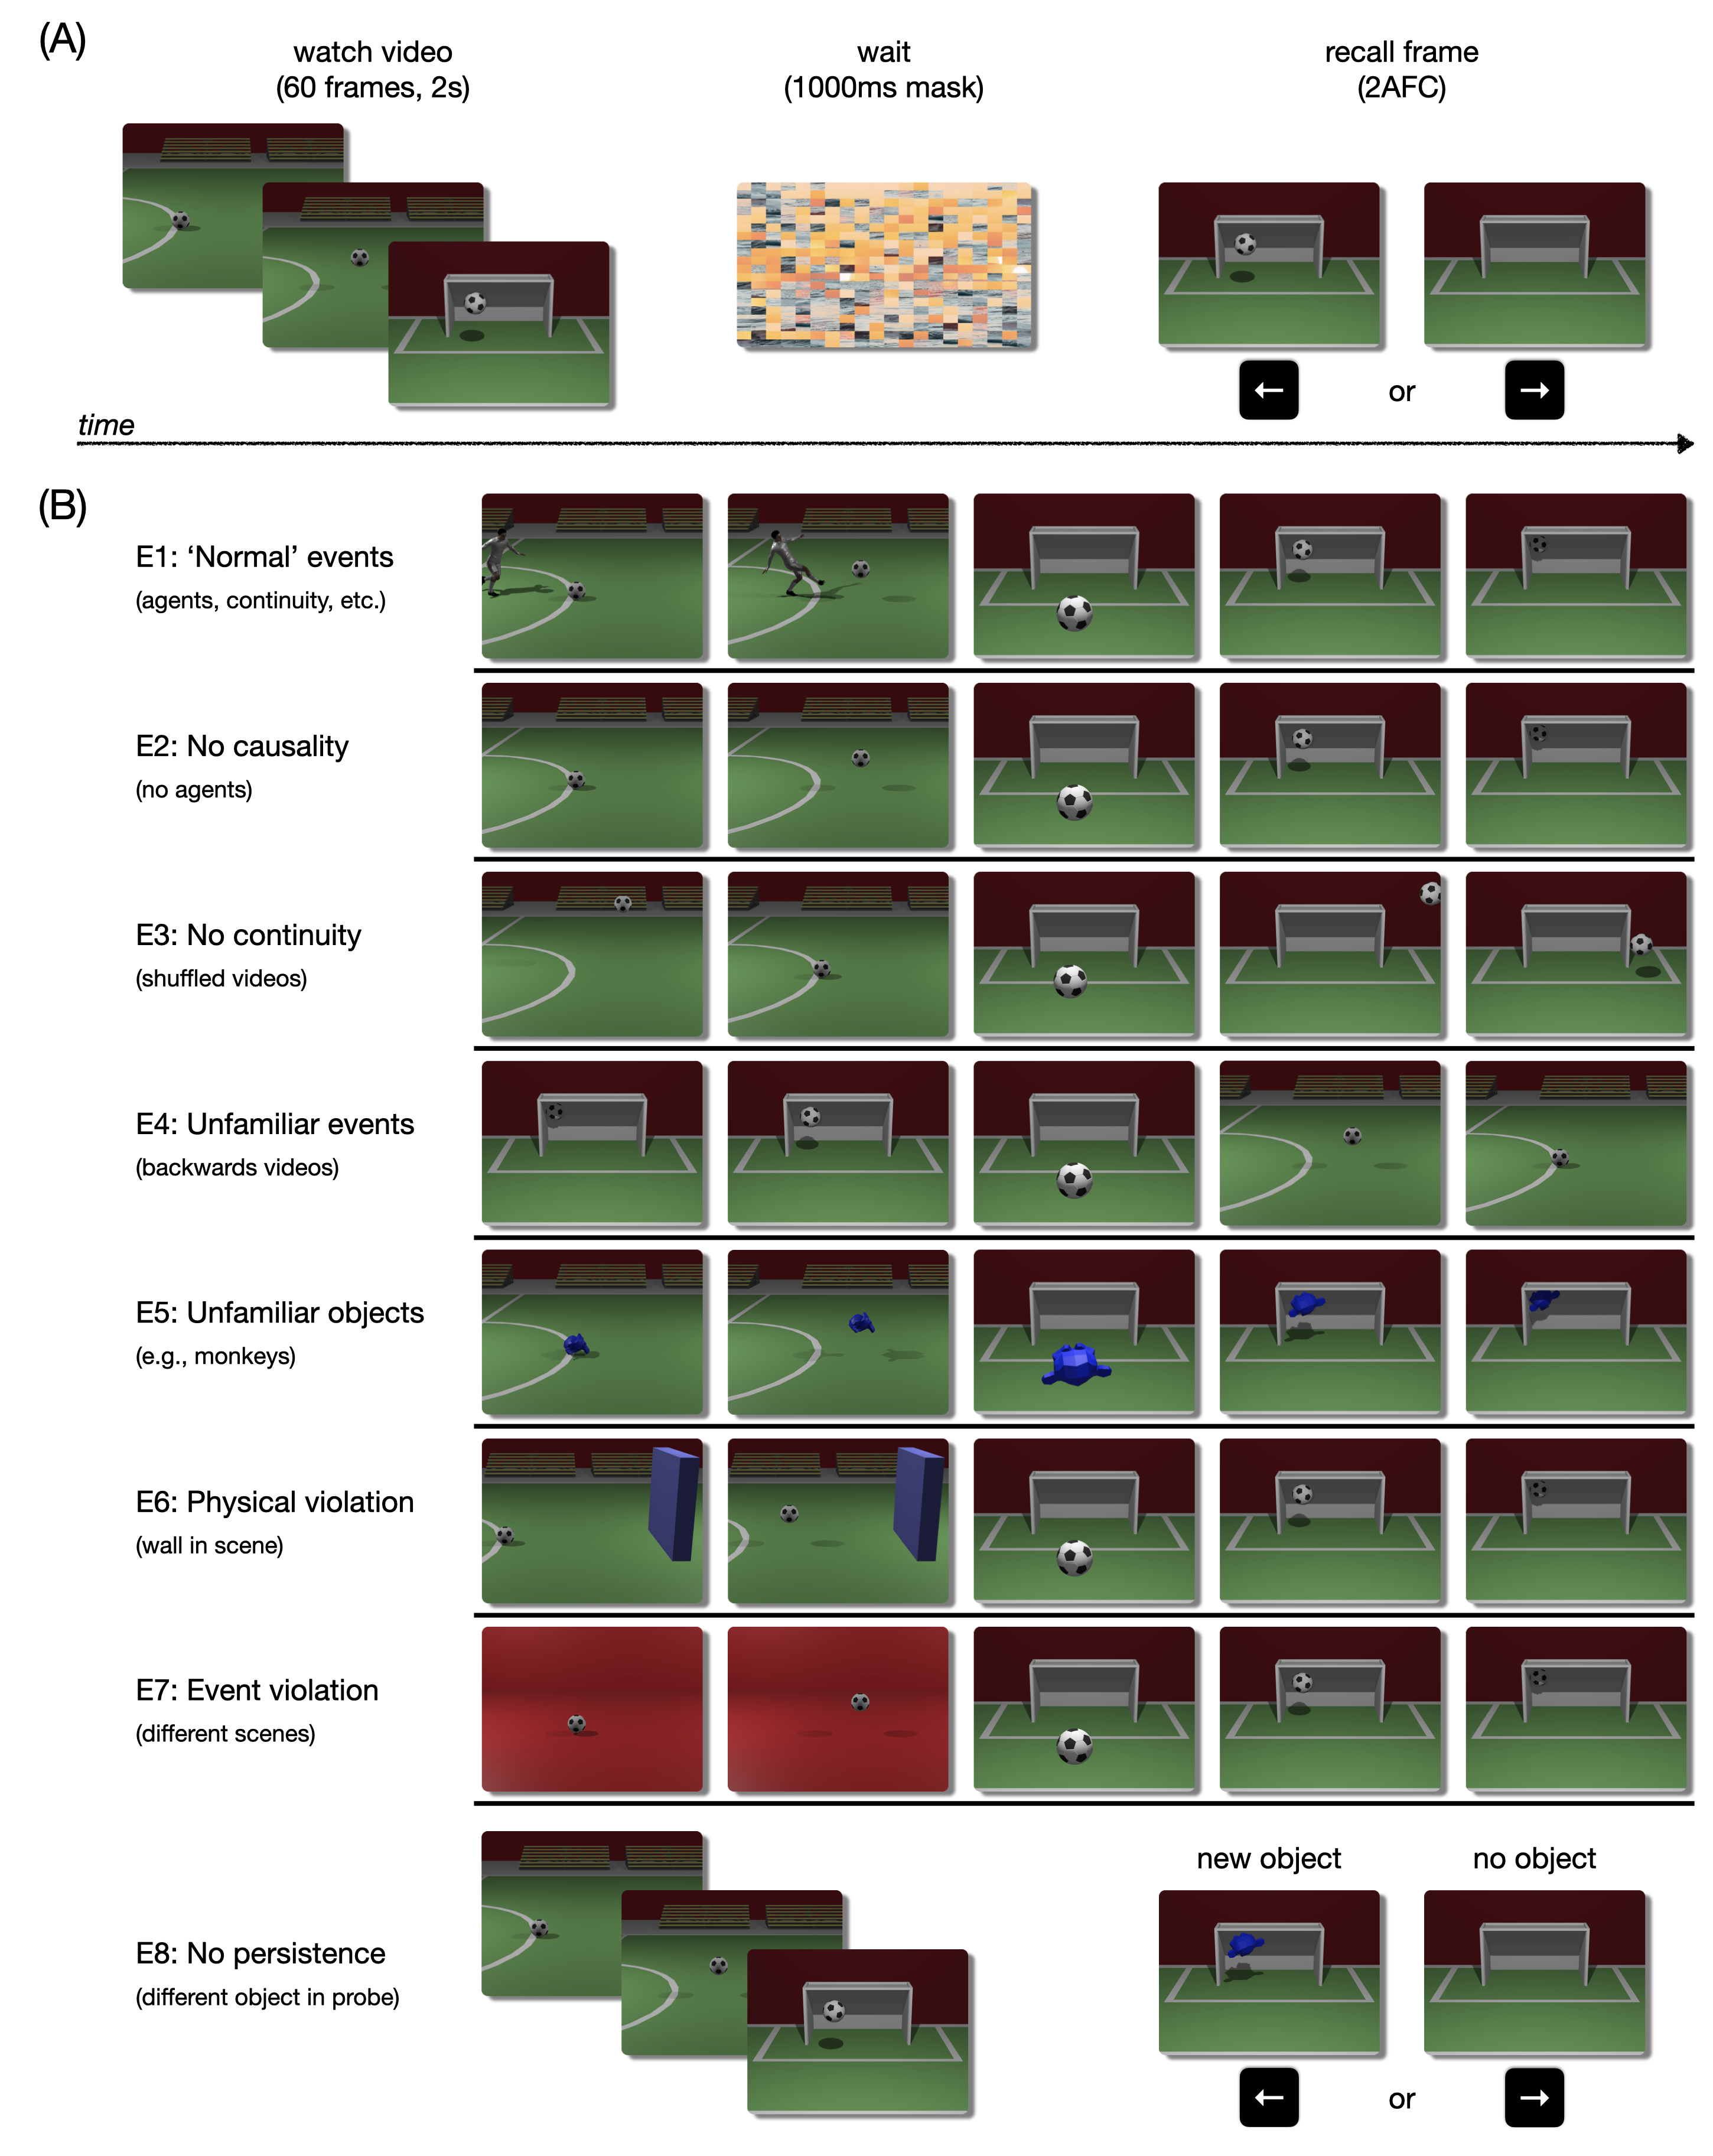 (A)
watch video
(60 frames, 2s)
wait
(1000ms mask)
recall frame
(2AFC)
← or →
time
(B)
E1: ‘Normal’ events
(agents, continuity, etc.)
E2: No causality
(no agents)
E3: No continuity
(shuffled videos)
E4: Unfamiliar events
(backwards videos)
E5: Unfamiliar objects
(e.g., monkeys)
E6: Physical violation
(wall in scene)
E7: Event violation
(different scenes)
E8: No persistence
(different object in probe)
new object
no object
← or →